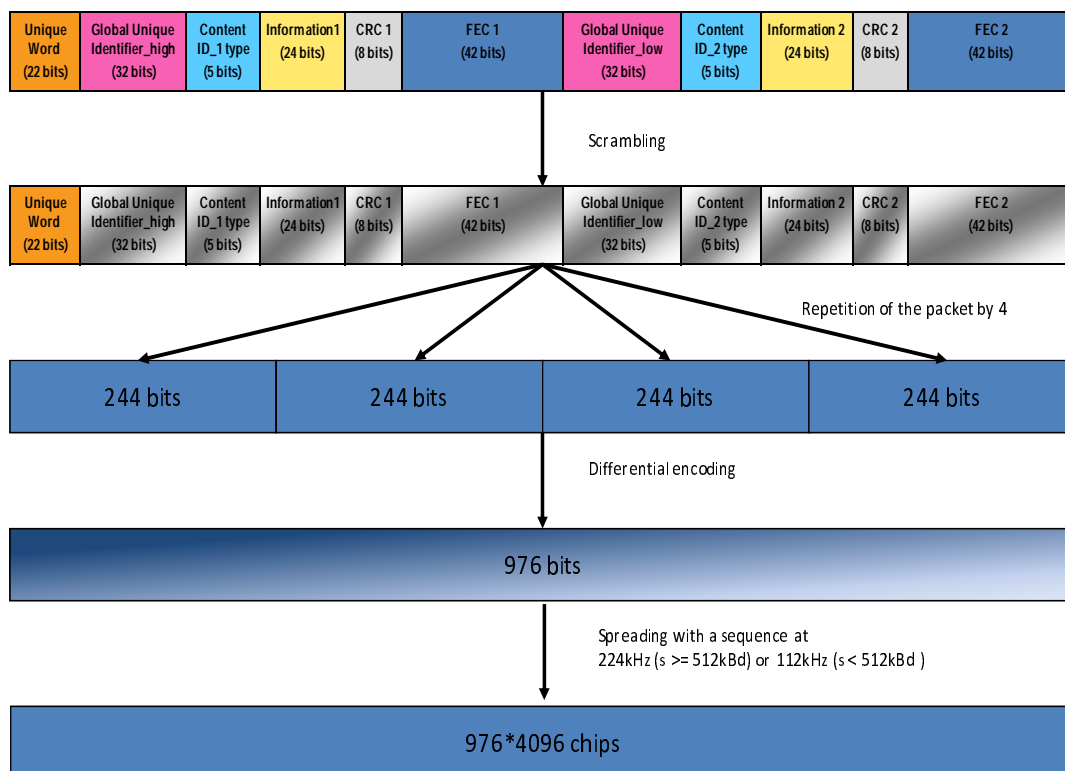 Unique
Word
(22 bits)
Global Unique
Identifier_high
(32 bits)
Content
ID_1 type
(5 bits)
Information1
(24 bits)
CRC 1
(8 bits)
FEC 1
(42 bits)
Global Unique
Identifier_low
(32 bits)
Content
ID_2 type
(5 bits)
Information 2
(24 bits)
CRC 2
(8 bits)
FEC 2
(42 bits)
Scrambling
Unique
Word
(22 bits)
Global Unique
Identifier_high
(32 bits)
Content
ID_1 type
(5 bits)
Information1
(24 bits)
CRC 1
(8 bits)
FEC 1
(42 bits)
Global Unique
Identifier_low
(32 bits)
Content
ID_2 type
(5 bits)
Information 2
(24 bits)
CRC 2
(8 bits)
FEC 2
(42 bits)
Repetition of the packet by 4
244 bits
244 bits
244 bits
244 bits
Differential encoding
976 bits
Spreading with a sequence at
224kHz (s >= 512kBd) or 112kHz (s < 512kBd )
976*4096 chips